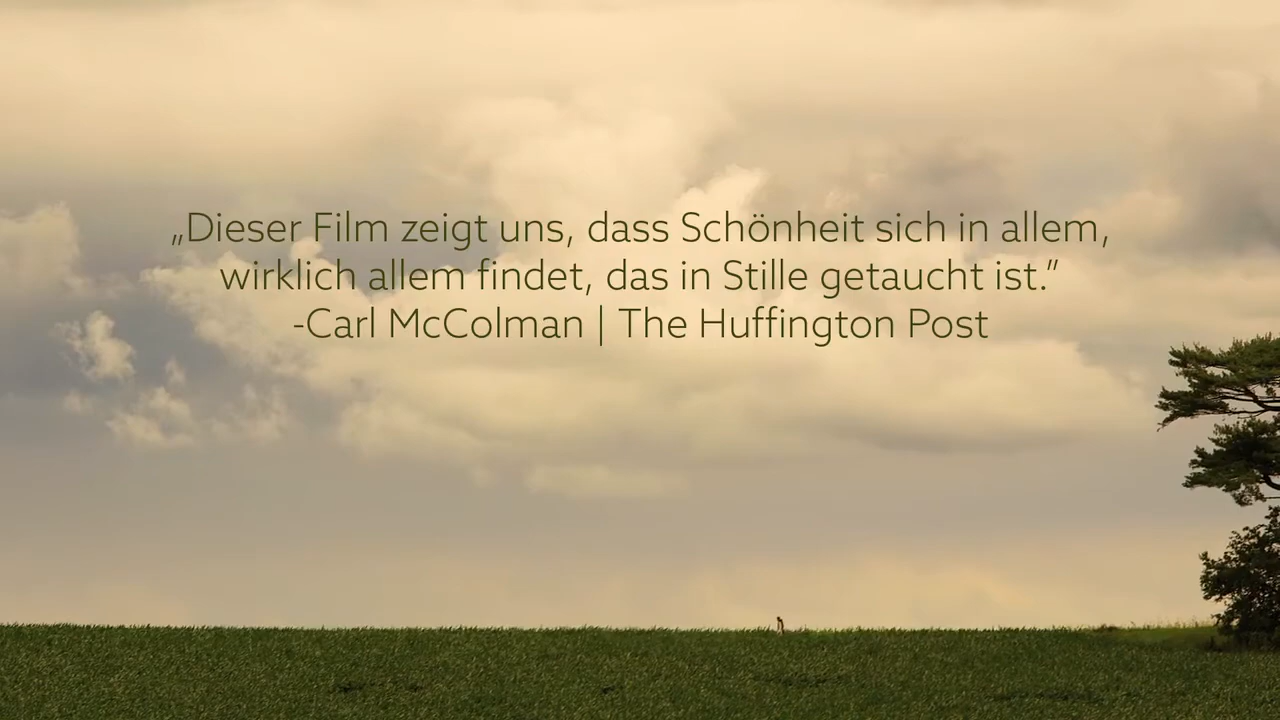 „Dieser Film zeigt uns, dass Schönheit sich in allem,
wirklich allem findet, das in Stille getaucht ist.”
-Carl McColman | The Huffington Post